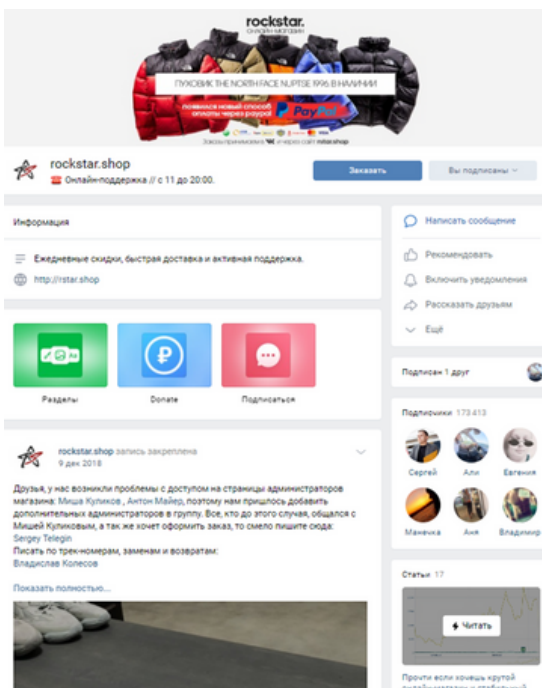 rockstar.
ОНЛАЙН-МАГАЗИН
ПУХОВИК THE NORTH FACE NUPTSE 1996 В НАЛИЧИИ
появился новый способ
оплаты через paypal
PayPal
Заказы принимаем в и через сайт rstar.shop
rockstar.shop
Онлайн-поддержка // с 11 до 20:00.
Заказать
Вы подписаны
Информация
Ежедневные скидки, быстрая доставка и активная поддержка.
http://rstar.shop
Разделы
Donate
Подписаться
rockstar.shop запись закреплена
9 дек 2018
Друзья, у нас возникли проблемы с доступом на страницы администраторов
магазина: Миша Куликов , Антон Майер, поэтому нам пришлось добавить
дополнительных администраторов в группу. Все, кто до этого случая, общался с
Мишей Куликовым, а так же хочет оформить заказ, то смело пишите сюда:
Sergey Telegin
Писать по трек-номерам, заменам и возвратам:
Владислав Колесов
Показать полностью...
Написать сообщение
Рекомендовать
Включить уведомления
Рассказать друзьям
Ещё
Подписан 1 друг
Подписчики 173 413
Сергей
Али
Евгения
Манечка
Аня
Владимир
Статьи 17
Читать
Прочти если хочешь крутой